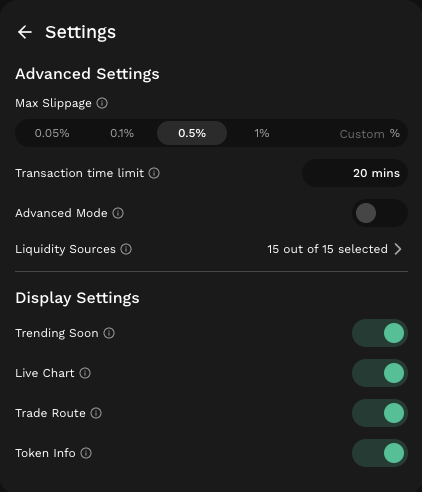 Settings
Advanced Settings
Max Slippage
0.05% 0.1% 0.5% 1% Custom %
Transaction time limit 20 mins
Advanced Mode
Liquidity Sources 15 out of 15 selected
Display Settings
Trending Soon
Live Chart
Trade Route
Token Info